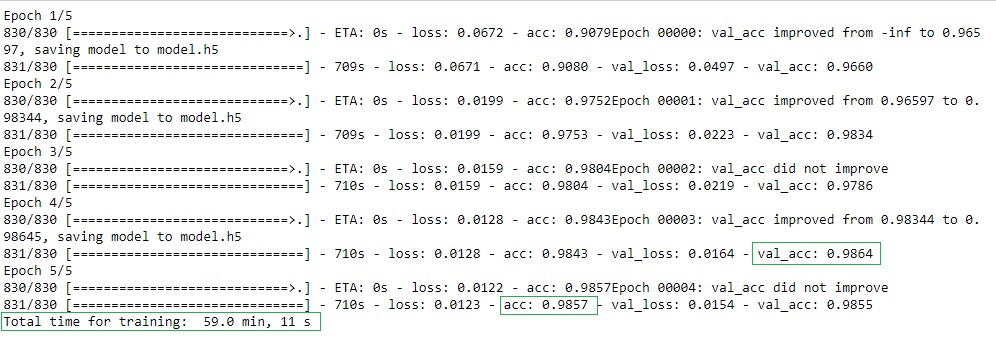 Epoch 1/5
830/830 [============================>.] - ETA: 0s - loss: 0.0672 - acc: 0.9079Epoch 00000: val_acc improved from -inf to 0.965
97, saving model to model.h5
831/830 [==============================] - 709s - loss: 0.0671 - acc: 0.9080 - val_loss: 0.0497 - val_acc: 0.9660
Epoch 2/5
830/830 [============================>.] - ETA: 0s - loss: 0.0199 - acc: 0.9752Epoch 00001: val_acc improved from 0.96597 to 0.
98344, saving model to model.h5
831/830 [==============================] - 709s - loss: 0.0199 - acc: 0.9753 - val_loss: 0.0223 - val_acc: 0.9834
Epoch 3/5
830/830 [============================>.] - ETA: 0s - loss: 0.0159 - acc: 0.9804Epoch 00002: val_acc did not improve
831/830 [==============================] - 710s - loss: 0.0159 - acc: 0.9804 - val_loss: 0.0219 - val_acc: 0.9786
Epoch 4/5
830/830 [============================>.] - ETA: 0s - loss: 0.0128 - acc: 0.9843Epoch 00003: val_acc improved from 0.98344 to 0.
98645, saving model to model.h5
831/830 [==============================] - 710s - loss: 0.0128 - acc: 0.9843 - val_loss: 0.0164 - val_acc: 0.9864
Epoch 5/5
830/830 [============================>.] - ETA: 0s - loss: 0.0122 - acc: 0.9857Epoch 00004: val_acc did not improve
831/830 [==============================] - 710s - loss: 0.0123 - acc: 0.9857 - val_loss: 0.0154 - val_acc: 0.9855
Total time for training:  59.0 min, 11 s